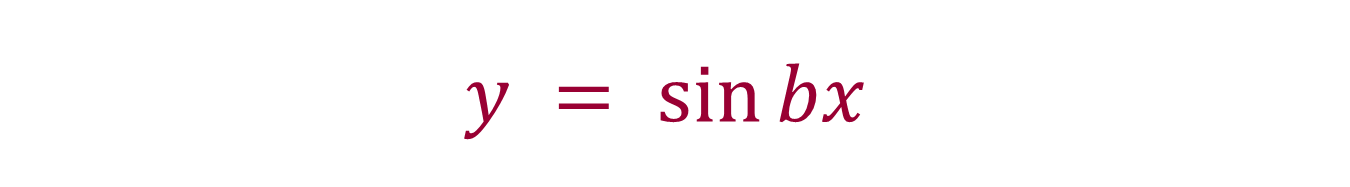 y = sin bx